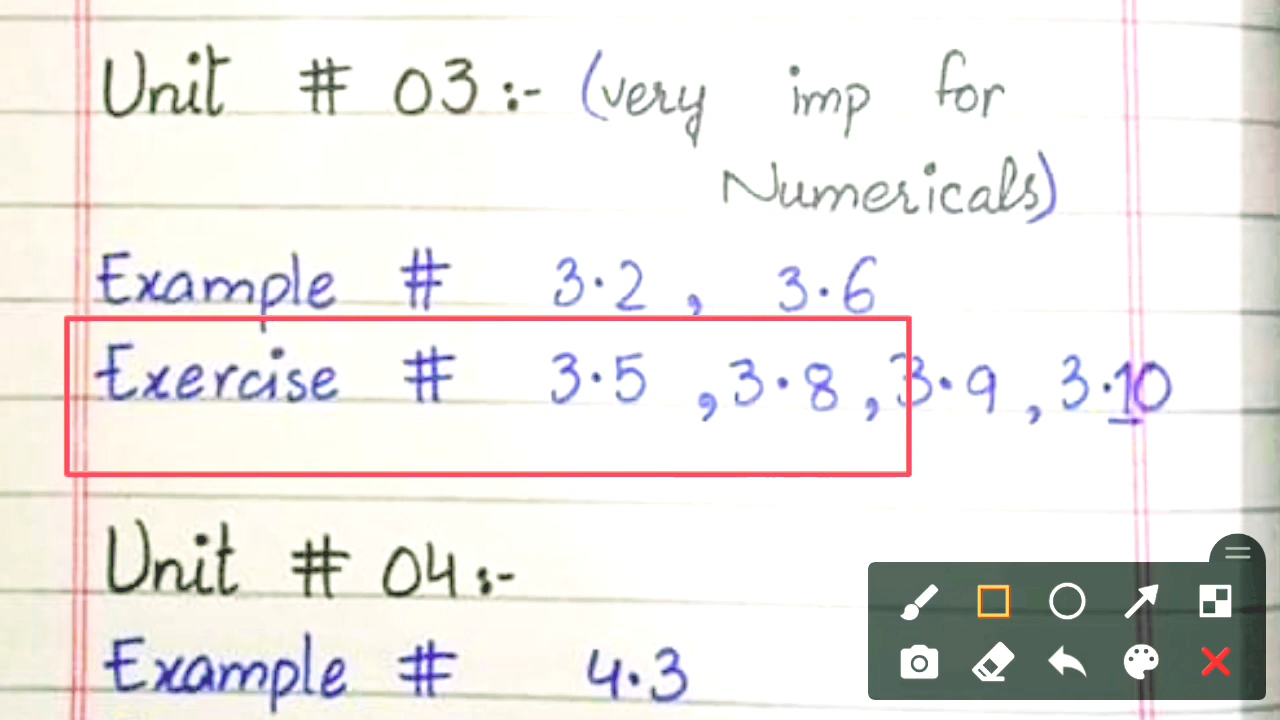 Unit # 03:- (very imp for
Numericals)
Example # 3.2, 3.6
Exercise # 3.5, 3.8, 3.9, 3.10
Unit # 04:-
Example # 4.3